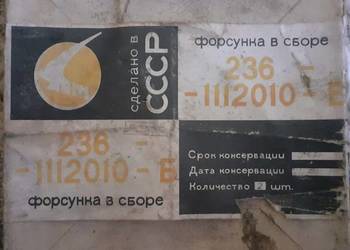 сделано в
СССР
форсунка в сборе
236 -
-1112010 - Б
236 -
-1112010 - Б
форсунка в сборе
Срок консервации
Дата консервации
Количество 2 шт.